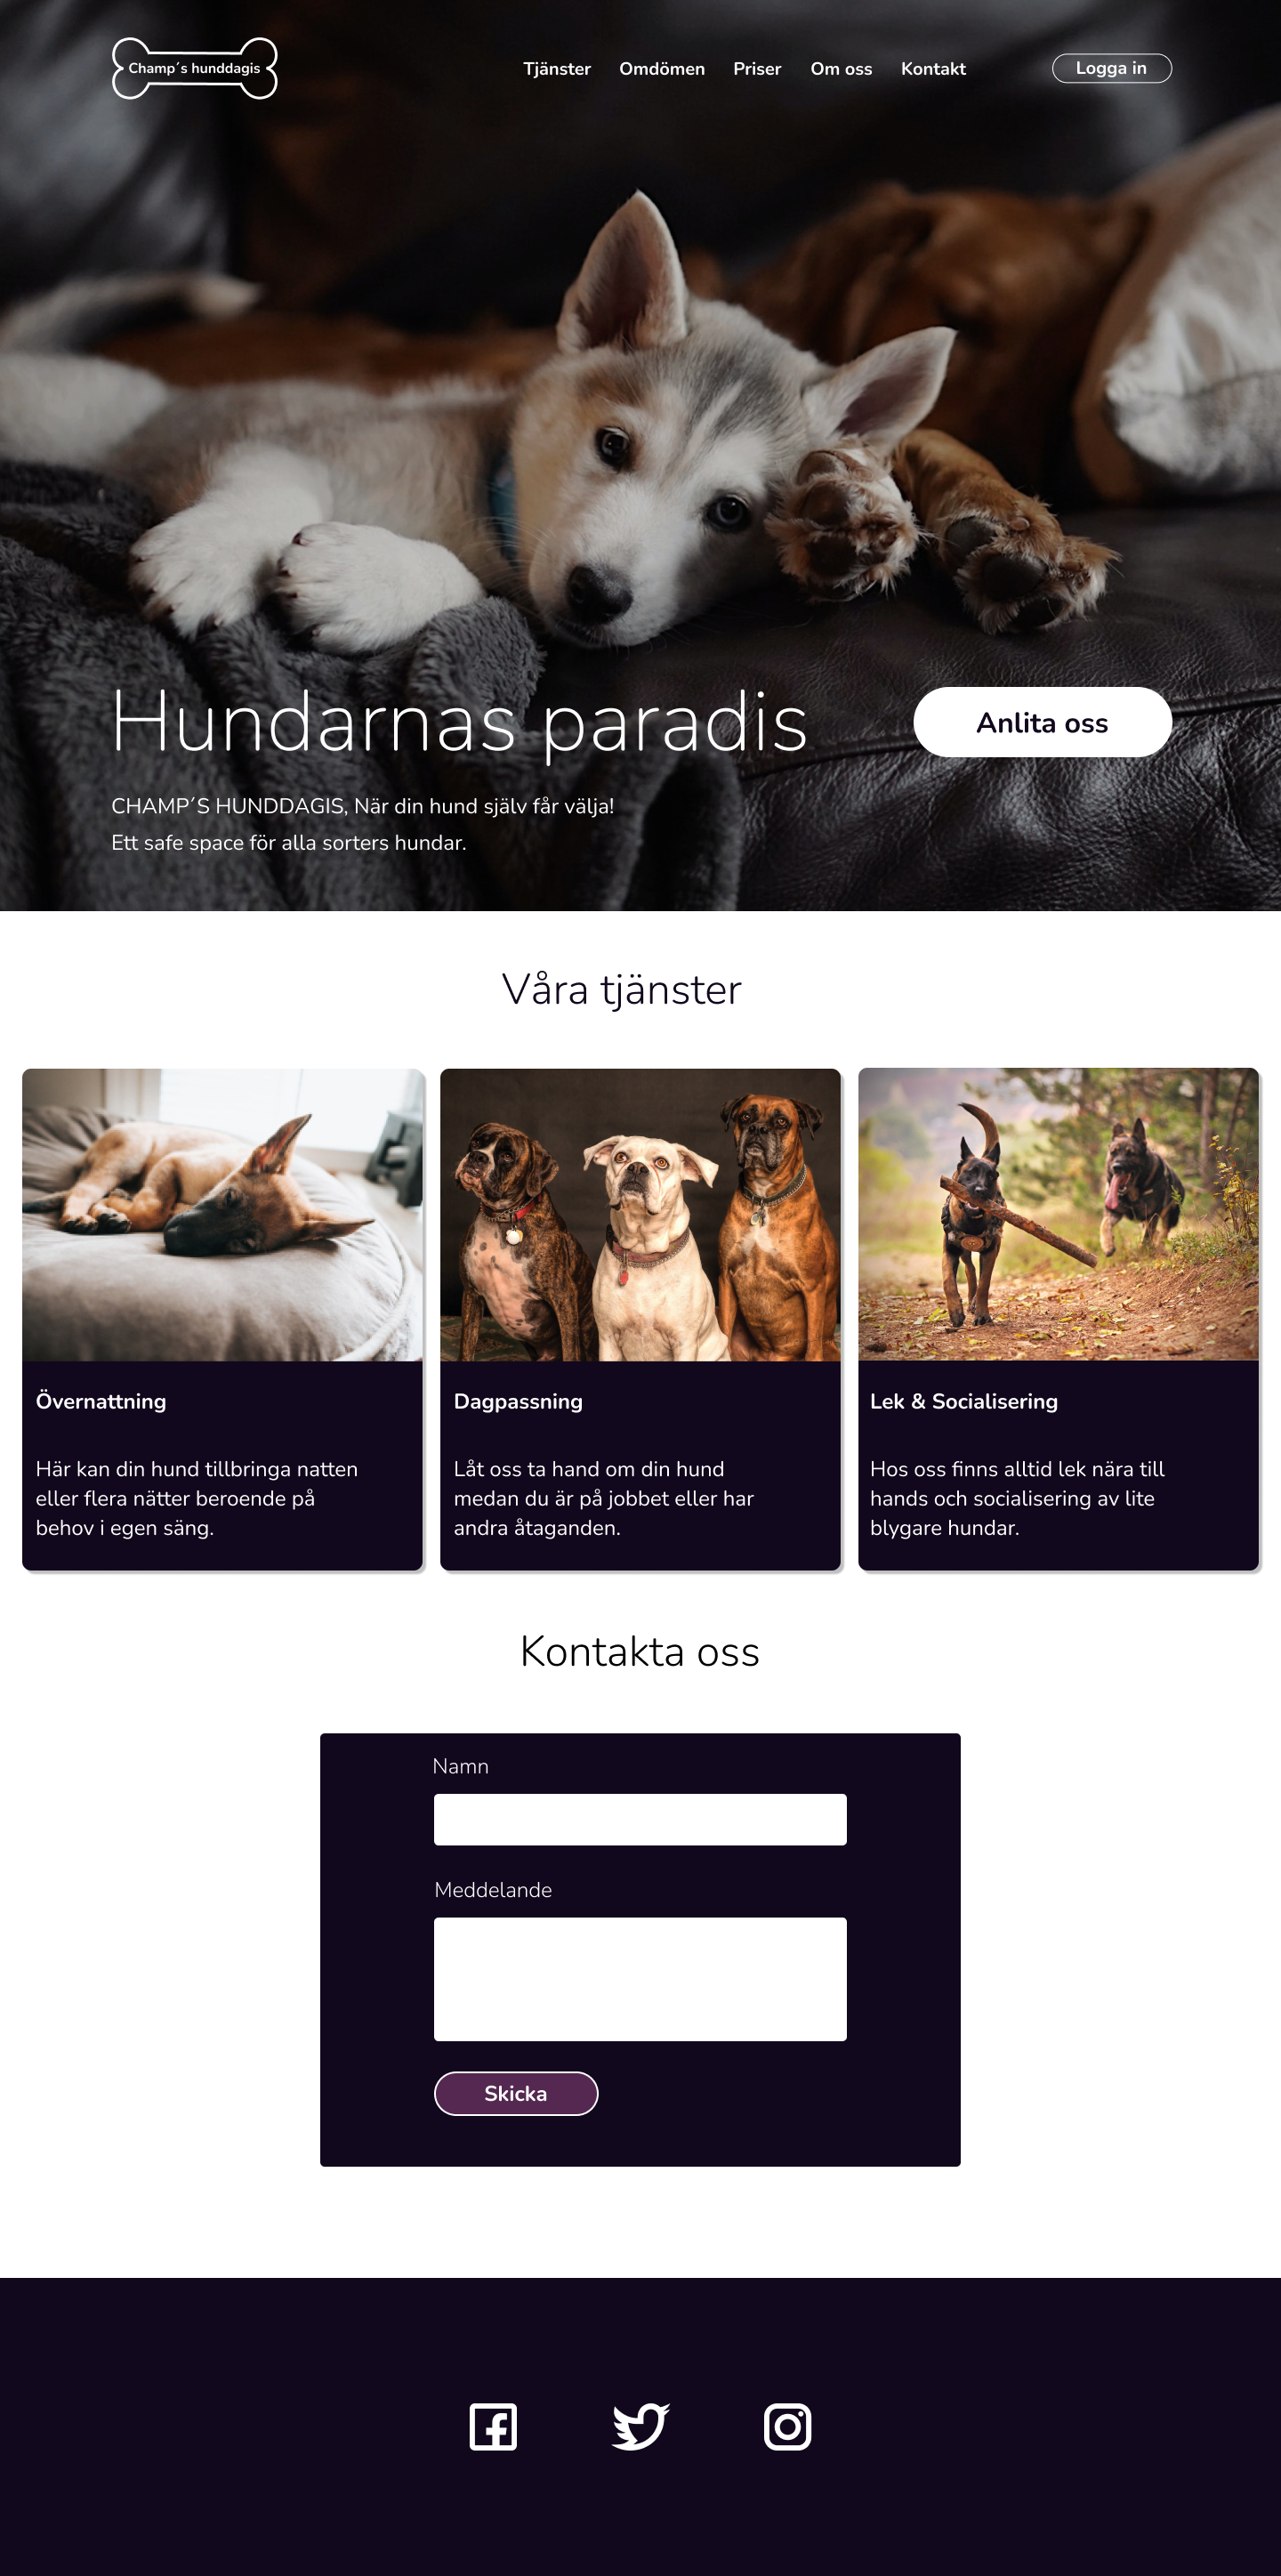 Champ´s hunddagis
Tjänster Omdömen Priser Om oss Kontakt Logga in
Hundarnas paradis
Anlita oss
CHAMP´S HUNDDAGIS, När din hund själv får välja!
Ett safe space för alla sorters hundar.
Våra tjänster
Övernattning
Här kan din hund tillbringa natten
eller flera nätter beroende på
behov i egen säng.
Dagpassning
Låt oss ta hand om din hund
medan du är på jobbet eller har
andra åtaganden.
Lek & Socialisering
Hos oss finns alltid lek nära till
hands och socialisering av lite
blygare hundar.
Kontakta oss
Namn
Meddelande
Skicka